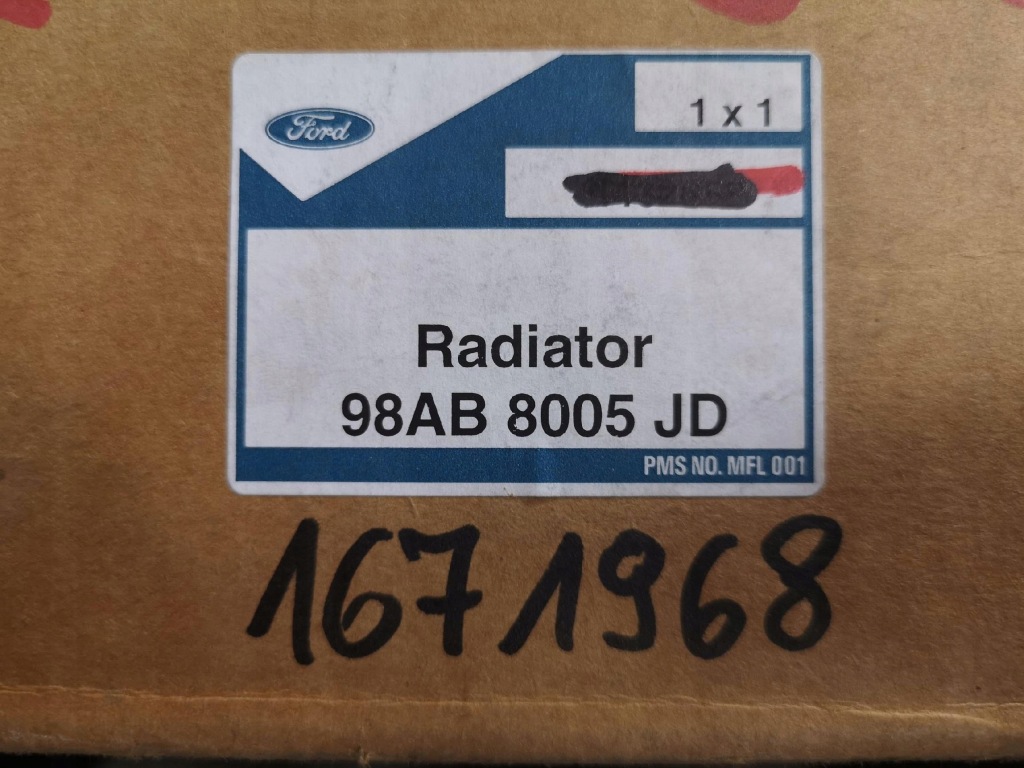 Ford
1 x 1
Radiator
98AB 8005 JD
PMS NO. MFL 001
1671968